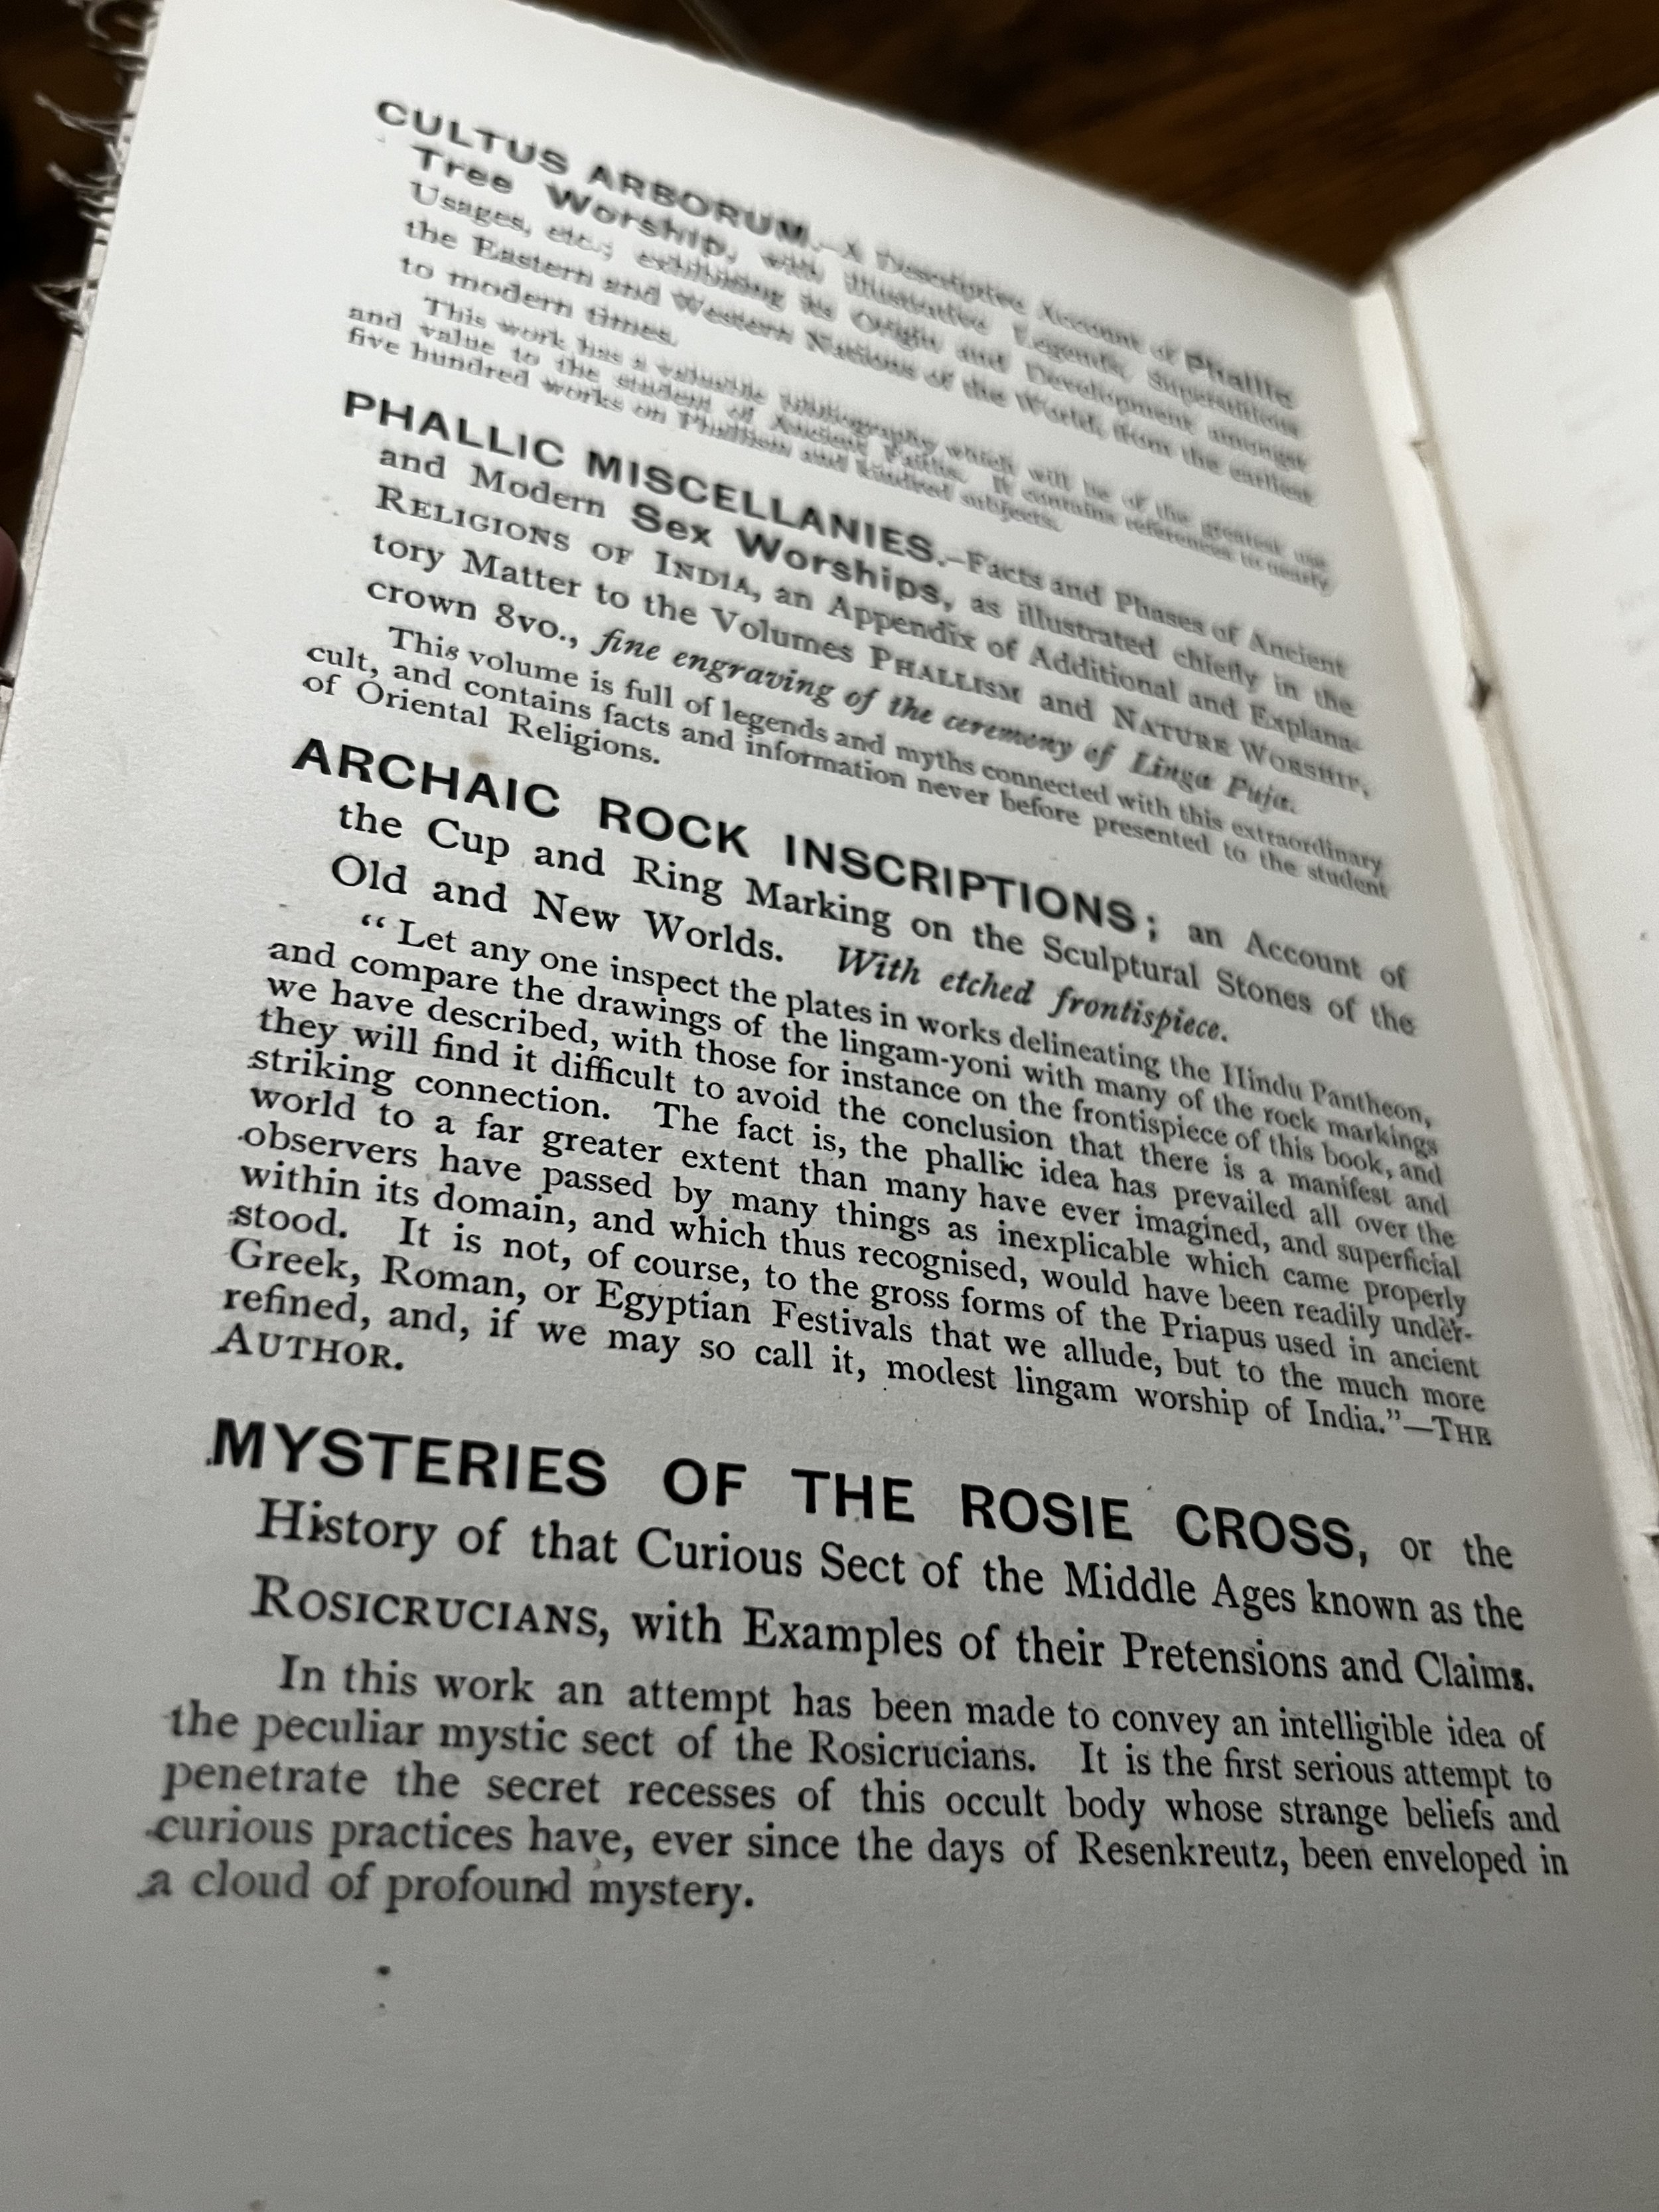 CULTUS ARBORUM.—A Descriptive Account of Phallic
Tree Worship, with illustrative Legends, Superstitions
Usages, etc.; exhibiting its Origin and Development amongst
the Eastern and Western Nations of the World, from the earliest
to modern times.
This work has a valuable bibliography which will be of the greatest use
and value to the student of Ancient Faiths. It contains references to nearly
five hundred works on Phallism and kindred subjects.
PHALLIC MISCELLANIES.—Facts and Phases of Ancient
and Modern Sex Worships, as illustrated chiefly in the
RELIGIONS OF INDIA, an Appendix of Additional and Explana-
tory Matter to the Volumes PHALLISM and NATURE WORSHIP,
crown 8vo., fine engraving of the ceremony of Linga Puja.
This volume is full of legends and myths connected with this extraordinary
cult, and contains facts and information never before presented to the student
of Oriental Religions.
ARCHAIC ROCK INSCRIPTIONS; an Account of
the Cup and Ring Marking on the Sculptural Stones of the
Old and New Worlds. With etched frontispiece.
“Let any one inspect the plates in works delineating the Hindu Pantheon,
and compare the drawings of the lingam-yoni with many of the rock markings
we have described, with those for instance on the frontispiece of this book, and
they will find it difficult to avoid the conclusion that there is a manifest and
striking connection. The fact is, the phallic idea has prevailed all over the
world to a far greater extent than many have ever imagined, and superficial
observers have passed by many things as inexplicable which came properly
within its domain, and which thus recognised, would have been readily under-
stood. It is not, of course, to the gross forms of the Priapus used in ancient
Greek, Roman, or Egyptian Festivals that we allude, but to the much more
refined, and, if we may so call it, modest lingam worship of India.”—THE
AUTHOR.
MYSTERIES OF THE ROSIE CROSS, or the
History of that Curious Sect of the Middle Ages known as the
ROSICRUCIANS, with Examples of their Pretensions and Claims.
In this work an attempt has been made to convey an intelligible idea of
the peculiar mystic sect of the Rosicrucians. It is the first serious attempt to
penetrate the secret recesses of this occult body whose strange beliefs and
curious practices have, ever since the days of Resenkreutz, been enveloped in
a cloud of profound mystery.